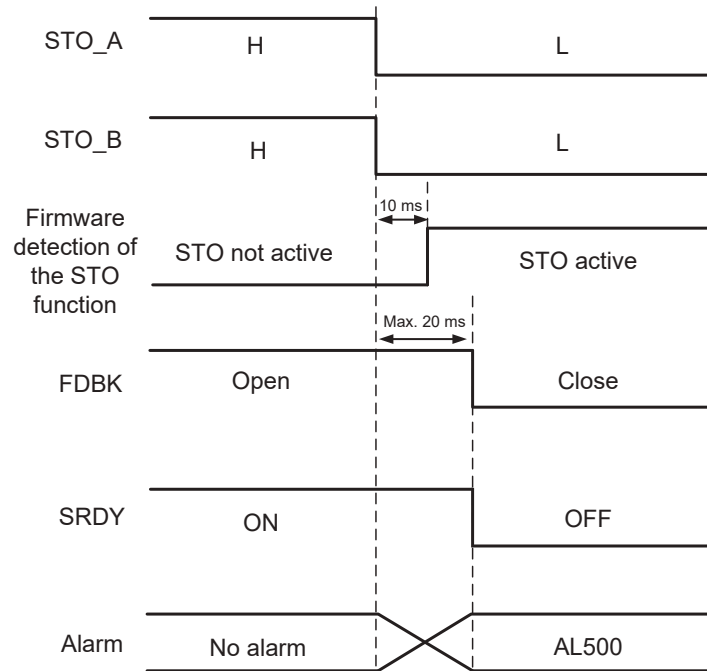 STO_A
H
L
STO_B
H
L
10 ms
Firmware
detection of
the STO
function
STO not active
STO active
Max. 20 ms
FDBK
Open
Close
SRDY
ON
OFF
Alarm
No alarm
AL500